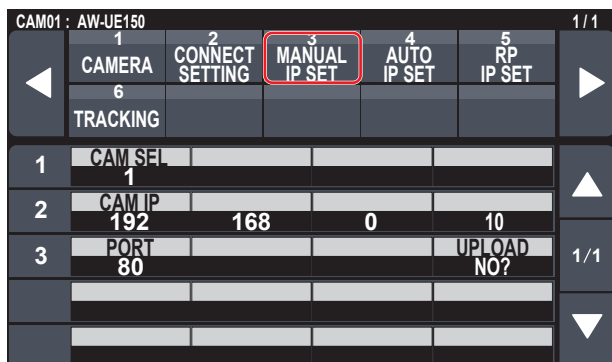 CAM01 : AW-UE150 1 / 1
1 2 3 4 5
CAMERA CONNECT SETTING MANUAL IP SET AUTO IP SET RP IP SET
6
TRACKING
1 CAM SEL
1
2 CAM IP
192 168 0 10
3 PORT UPLOAD
80 NO?
1/1